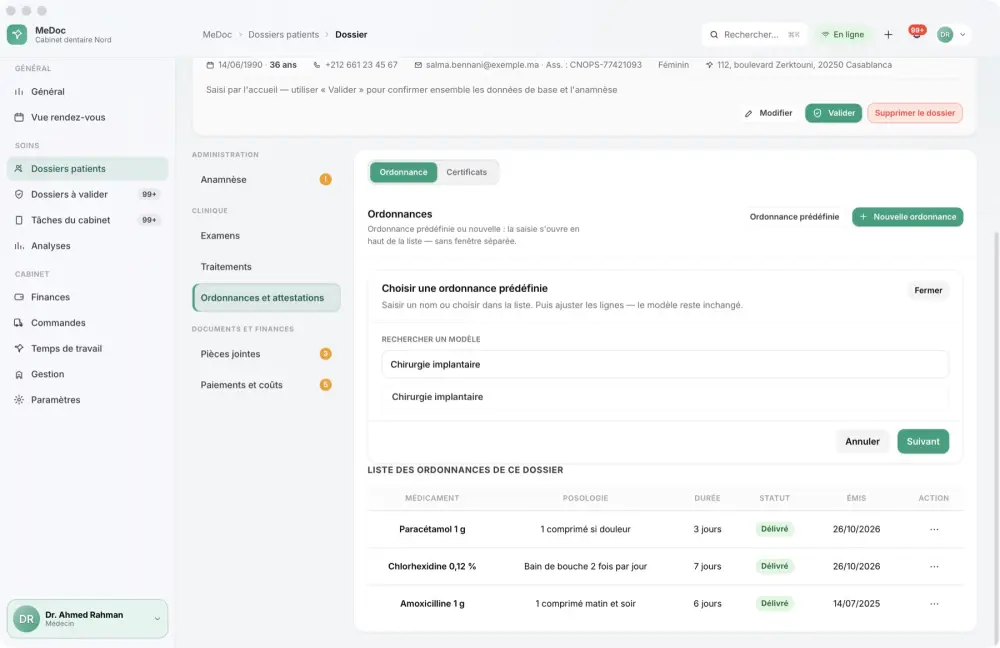 MeDoc
Cabinet dentaire Nord
MeDoc › Dossiers patients › Dossier
Rechercher... ⌘K
En ligne
99+
DR
GÉNÉRAL
Général
Vue rendez-vous
SOINS
Dossiers patients
Dossiers à valider 99+
Tâches du cabinet 99+
Analyses
CABINET
Finances
Commandes
Temps de travail
Gestion
Paramètres
DR
Dr. Ahmed Rahman
Médecin
14/06/1990 · 36 ans +212 661 23 45 67 salma.bennani@exemple.ma · Ass. : CNOPS-77421093 Féminin 112, boulevard Zerktouni, 20250 Casablanca
Saisi par l'accueil — utiliser « Valider » pour confirmer ensemble les données de base et l'anamnèse
Modifier
Valider
Supprimer le dossier
ADMINISTRATION
Anamnèse !
CLINIQUE
Examens
Traitements
Ordonnances et attestations
DOCUMENTS ET FINANCES
Pièces jointes 3
Paiements et coûts 5
Ordonnance
Certificats
Ordonnances
Ordonnance prédéfinie ou nouvelle : la saisie s'ouvre en
haut de la liste — sans fenêtre séparée.
Ordonnance prédéfinie
+ Nouvelle ordonnance
Choisir une ordonnance prédéfinie
Saisir un nom ou choisir dans la liste. Puis ajuster les lignes — le modèle reste inchangé.
Fermer
RECHERCHER UN MODÈLE
Chirurgie implantaire
Chirurgie implantaire
Annuler
Suivant
LISTE DES ORDONNANCES DE CE DOSSIER
MÉDICAMENT POSOLOGIE DURÉE STATUT ÉMIS ACTION
Paracétamol 1 g 1 comprimé si douleur 3 jours Délivré 26/10/2026 ...
Chlorhexidine 0,12 % Bain de bouche 2 fois par jour 7 jours Délivré 26/10/2026 ...
Amoxicilline 1 g 1 comprimé matin et soir 6 jours Délivré 14/07/2025 ...